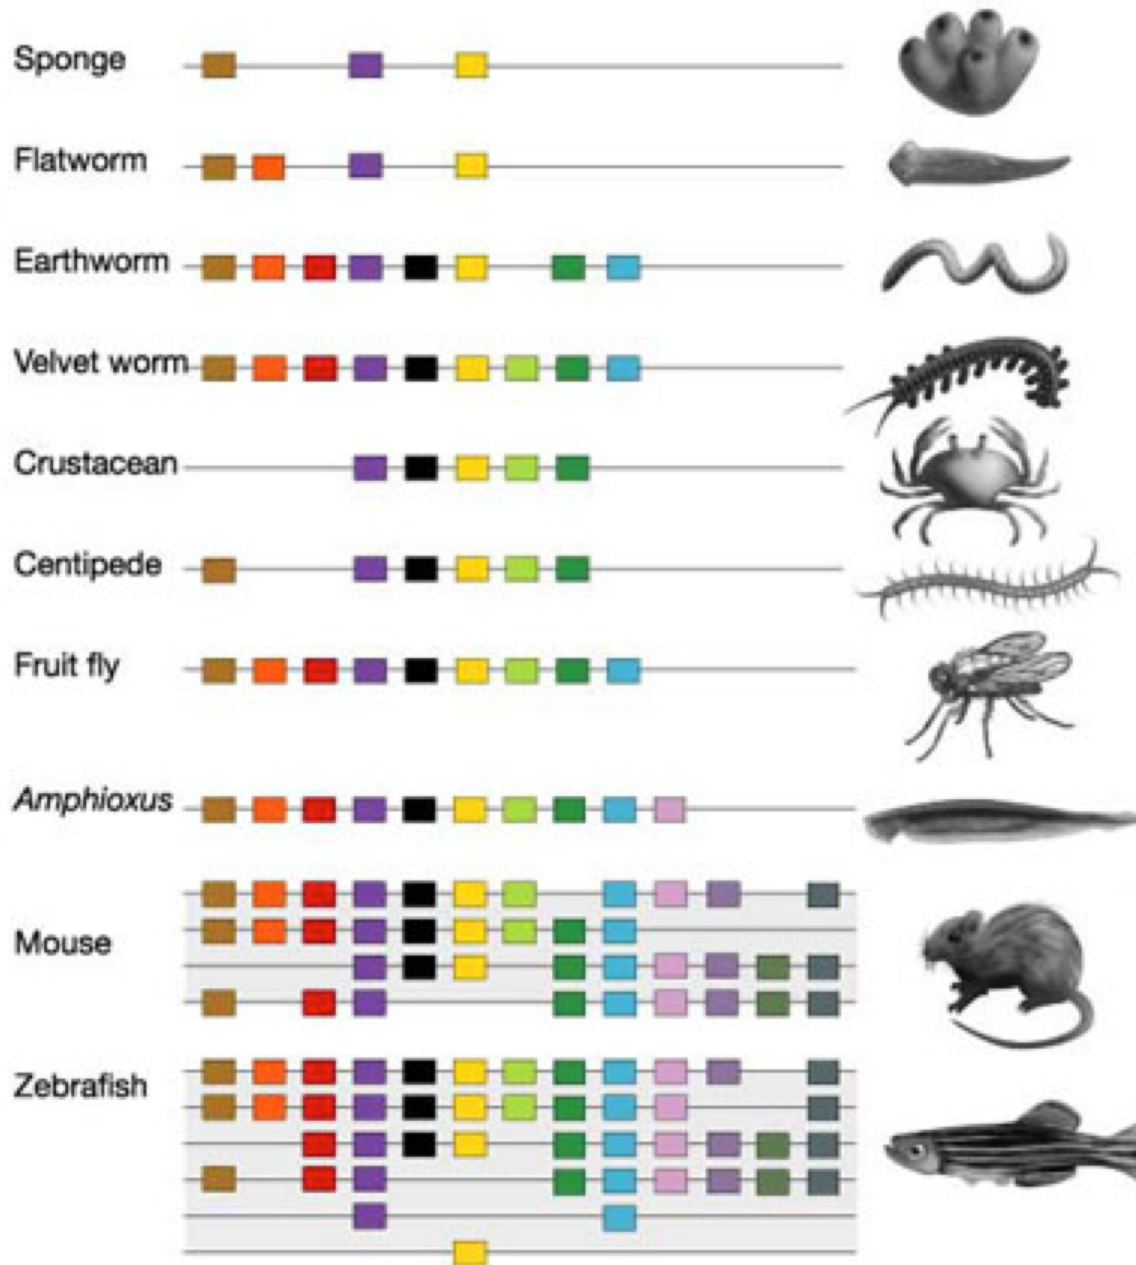 Sponge
Flatworm
Earthworm
Velvet worm
Crustacean
Centipede
Fruit fly
Amphioxus
Mouse
Zebrafish